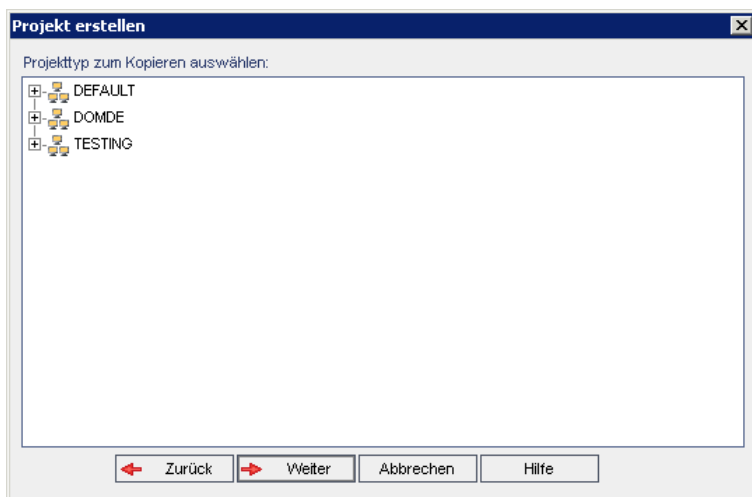 Projekt erstellen
Projekttyp zum Kopieren auswählen:
DEFAULT
DOMDE
TESTING
Zurück Weiter Abbrechen Hilfe